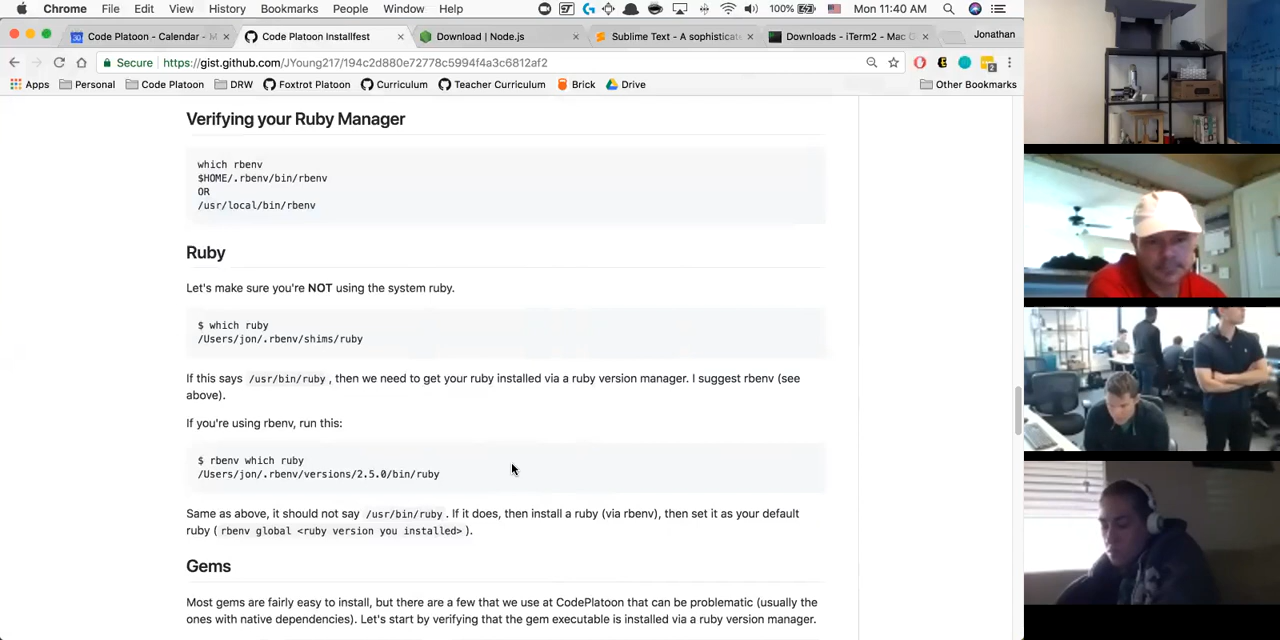 Chrome File Edit View History Bookmarks People Window Help 100% Mon 11:40 AM
Code Platoon - Calendar - M Code Platoon Installfest Download | Node.js Sublime Text - A sophisticate Downloads - iTerm2 - Mac O Jonathan
Secure https://gist.github.com/JYoung217/194c2d880e72778c5994f4a3c6812af2
Apps Personal Code Platoon DRW Foxtrot Platoon Curriculum Teacher Curriculum Brick Drive Other Bookmarks
Verifying your Ruby Manager
which rbenv
$HOME/.rbenv/bin/rbenv
OR
/usr/local/bin/rbenv
Ruby
Let's make sure you're NOT using the system ruby.
$ which ruby
/Users/jon/.rbenv/shims/ruby
If this says /usr/bin/ruby, then we need to get your ruby installed via a ruby version manager. I suggest rbenv (see
above).
If you're using rbenv, run this:
$ rbenv which ruby
/Users/jon/.rbenv/versions/2.5.0/bin/ruby
Same as above, it should not say /usr/bin/ruby. If it does, then install a ruby (via rbenv), then set it as your default
ruby ( rbenv global <ruby version you installed> ).
Gems
Most gems are fairly easy to install, but there are a few that we use at CodePlatoon that can be problematic (usually the
ones with native dependencies). Let's start by verifying that the gem executable is installed via a ruby version manager.